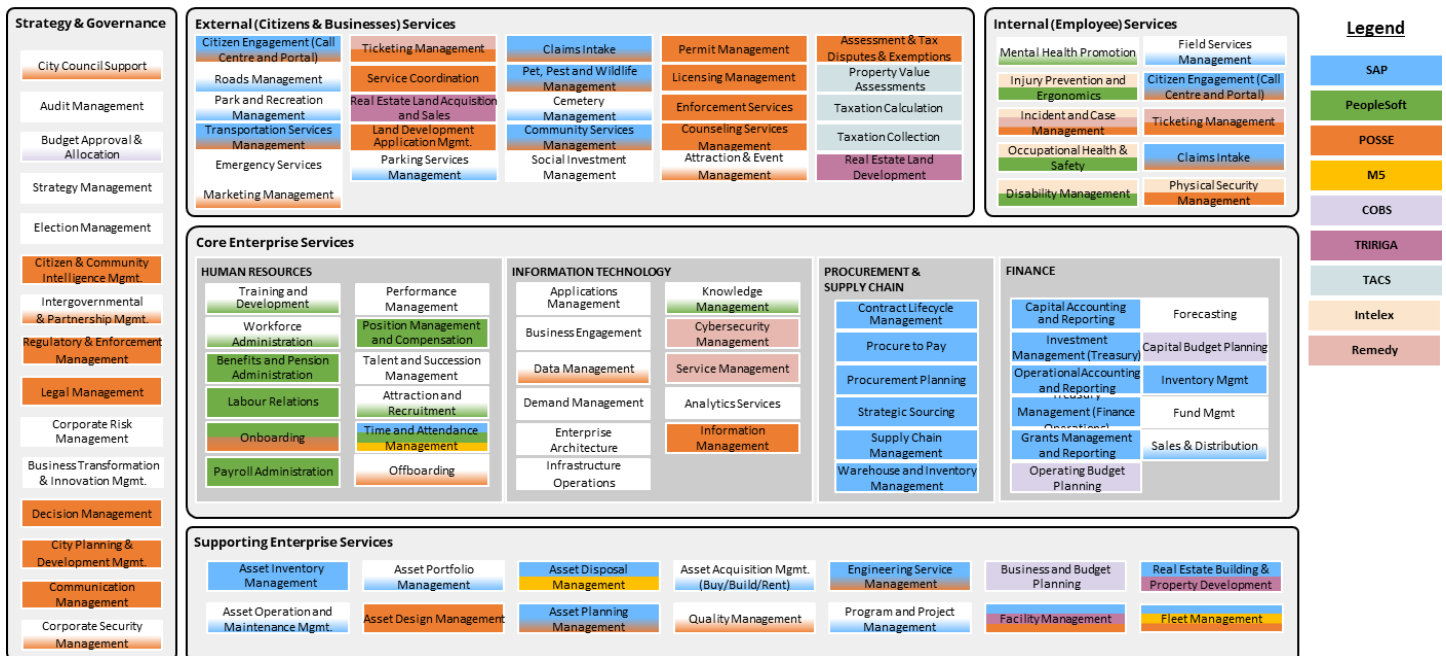 Strategy & Governance
City Council Support
Audit Management
Budget Approval &
Allocation
Strategy Management
Election Management
Citizen & Community
Intelligence Mgmt.
Intergovernmental
& Partnership Mgmt.
Regulatory & Enforcement
Management
Legal Management
Corporate Risk
Management
Business Transformation
& Innovation Mgmt.
Decision Management
City Planning &
Development Mgmt.
Communication
Management
Corporate Security
Management
External (Citizens & Businesses) Services
Citizen Engagement (Call
Centre and Portal)
Roads Management
Park and Recreation
Management
Transportation Services
Management
Emergency Services
Marketing Management
Ticketing Management
Service Coordination
Real Estate Land Acquisition
and Sales
Land Development
Application Mgmt.
Parking Services
Management
Claims Intake
Pet, Pest and Wildlife
Management
Cemetery
Management
Community Services
Management
Social Investment
Management
Permit Management
Licensing Management
Enforcement Services
Counseling Services
Management
Attraction & Event
Management
Assessment & Tax
Disputes & Exemptions
Property Value
Assessments
Taxation Calculation
Taxation Collection
Real Estate Land
Development
Internal (Employee) Services
Mental Health Promotion
Injury Prevention and
Ergonomics
Incident and Case
Management
Occupational Health &
Safety
Disability Management
Field Services
Management
Citizen Engagement (Call
Centre and Portal)
Ticketing Management
Claims Intake
Physical Security
Management
Legend
SAP
PeopleSoft
POSSE
M5
COBS
TRIRIGA
TACS
Intelex
Remedy
Core Enterprise Services
HUMAN RESOURCES
Training and
Development
Workforce
Administration
Benefits and Pension
Administration
Labour Relations
Onboarding
Payroll Administration
Performance
Management
Position Management
and Compensation
Talent and Succession
Management
Attraction and
Recruitment
Time and Attendance
Management
Offboarding
INFORMATION TECHNOLOGY
Applications
Management
Business Engagement
Data Management
Demand Management
Enterprise
Architecture
Infrastructure
Operations
Knowledge
Management
Cybersecurity
Management
Service Management
Analytics Services
Information
Management
PROCUREMENT &
SUPPLY CHAIN
Contract Lifecycle
Management
Procure to Pay
Procurement Planning
Strategic Sourcing
Supply Chain
Management
Warehouse and Inventory
Management
FINANCE
Capital Accounting
and Reporting
Investment
Management (Treasury)
Operational Accounting
and Reporting
Treasury
Management (Finance
Operations)
Grants Management
and Reporting
Operating Budget
Planning
Forecasting
Capital Budget Planning
Inventory Mgmt
Fund Mgmt
Sales & Distribution
Supporting Enterprise Services
Asset Inventory
Management
Asset Portfolio
Management
Asset Disposal
Management
Asset Acquisition Mgmt.
(Buy/Build/Rent)
Engineering Service
Management
Business and Budget
Planning
Real Estate Building &
Property Development
Asset Operation and
Maintenance Mgmt.
Asset Design Management
Asset Planning
Management
Quality Management
Program and Project
Management
Facility Management
Fleet Management